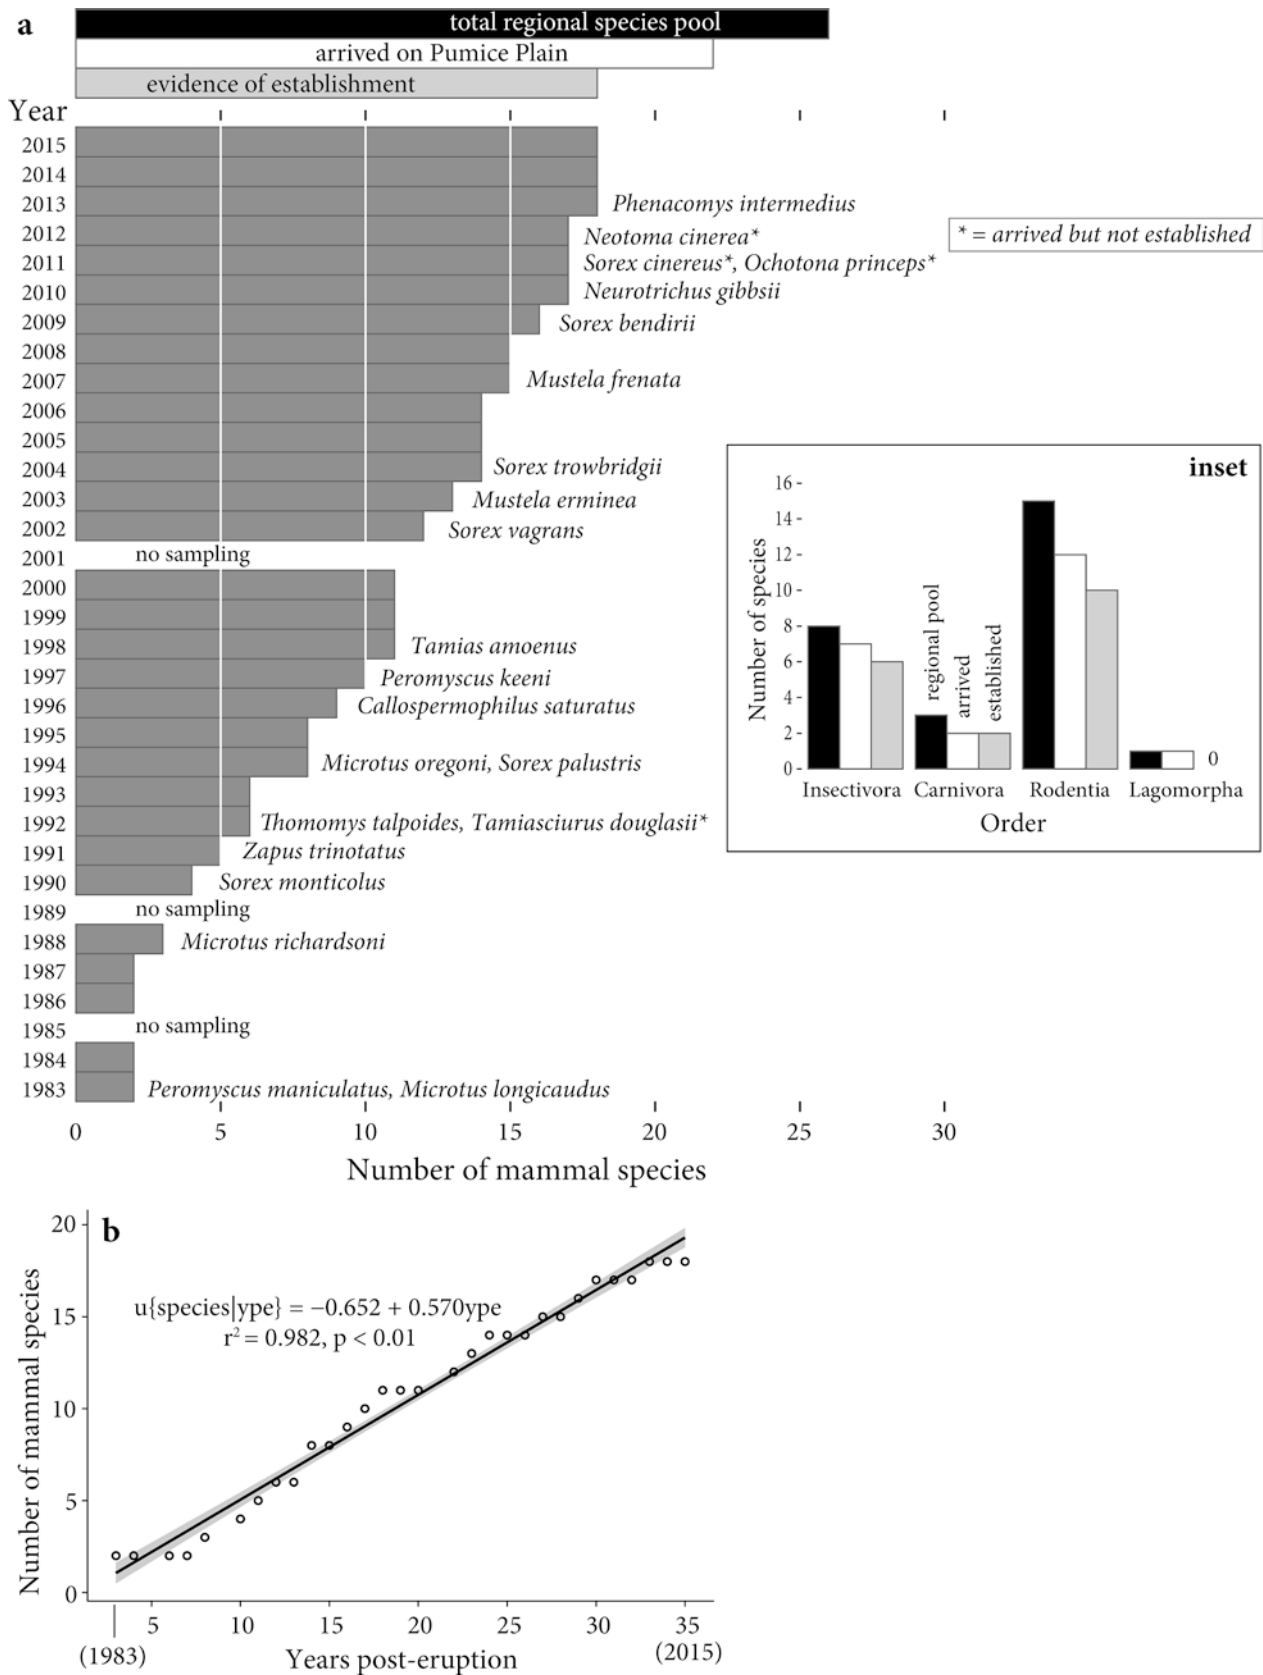 a
total regional species pool
arrived on Pumice Plain
evidence of establishment
Year
2015
2014
2013 Phenacomys intermedius
2012 Neotoma cinerea*
* = arrived but not established
2011 Sorex cinereus*, Ochotona princeps*
2010 Neurotrichus gibbsii
2009 Sorex bendirii
2008
2007 Mustela frenata
2006
2005
2004 Sorex trowbridgii
2003 Mustela erminea
2002 Sorex vagrans
2001 no sampling
2000
1999
1998 Tamias amoenus
1997 Peromyscus keeni
1996 Callospermophilus saturatus
1995
1994 Microtus oregoni, Sorex palustris
1993
1992 Thomomys talpoides, Tamiasciurus douglasii*
1991 Zapus trinotatus
1990 Sorex monticolus
1989 no sampling
1988 Microtus richardsoni
1987
1986
1985 no sampling
1984
1983 Peromyscus maniculatus, Microtus longicaudus
0 5 10 15 20 25 30
Number of mammal species
inset
Number of species
16
14
12
10
8
6
4
2
0
regional pool
arrived
established
0
Insectivora Carnivora Rodentia Lagomorpha
Order
b
Number of mammal species
20
15
10
5
0
u{species|ype} = −0.652 + 0.570ype
r² = 0.982, p < 0.01
5 10 15 20 25 30 35
(1983) (2015)
Years post-eruption